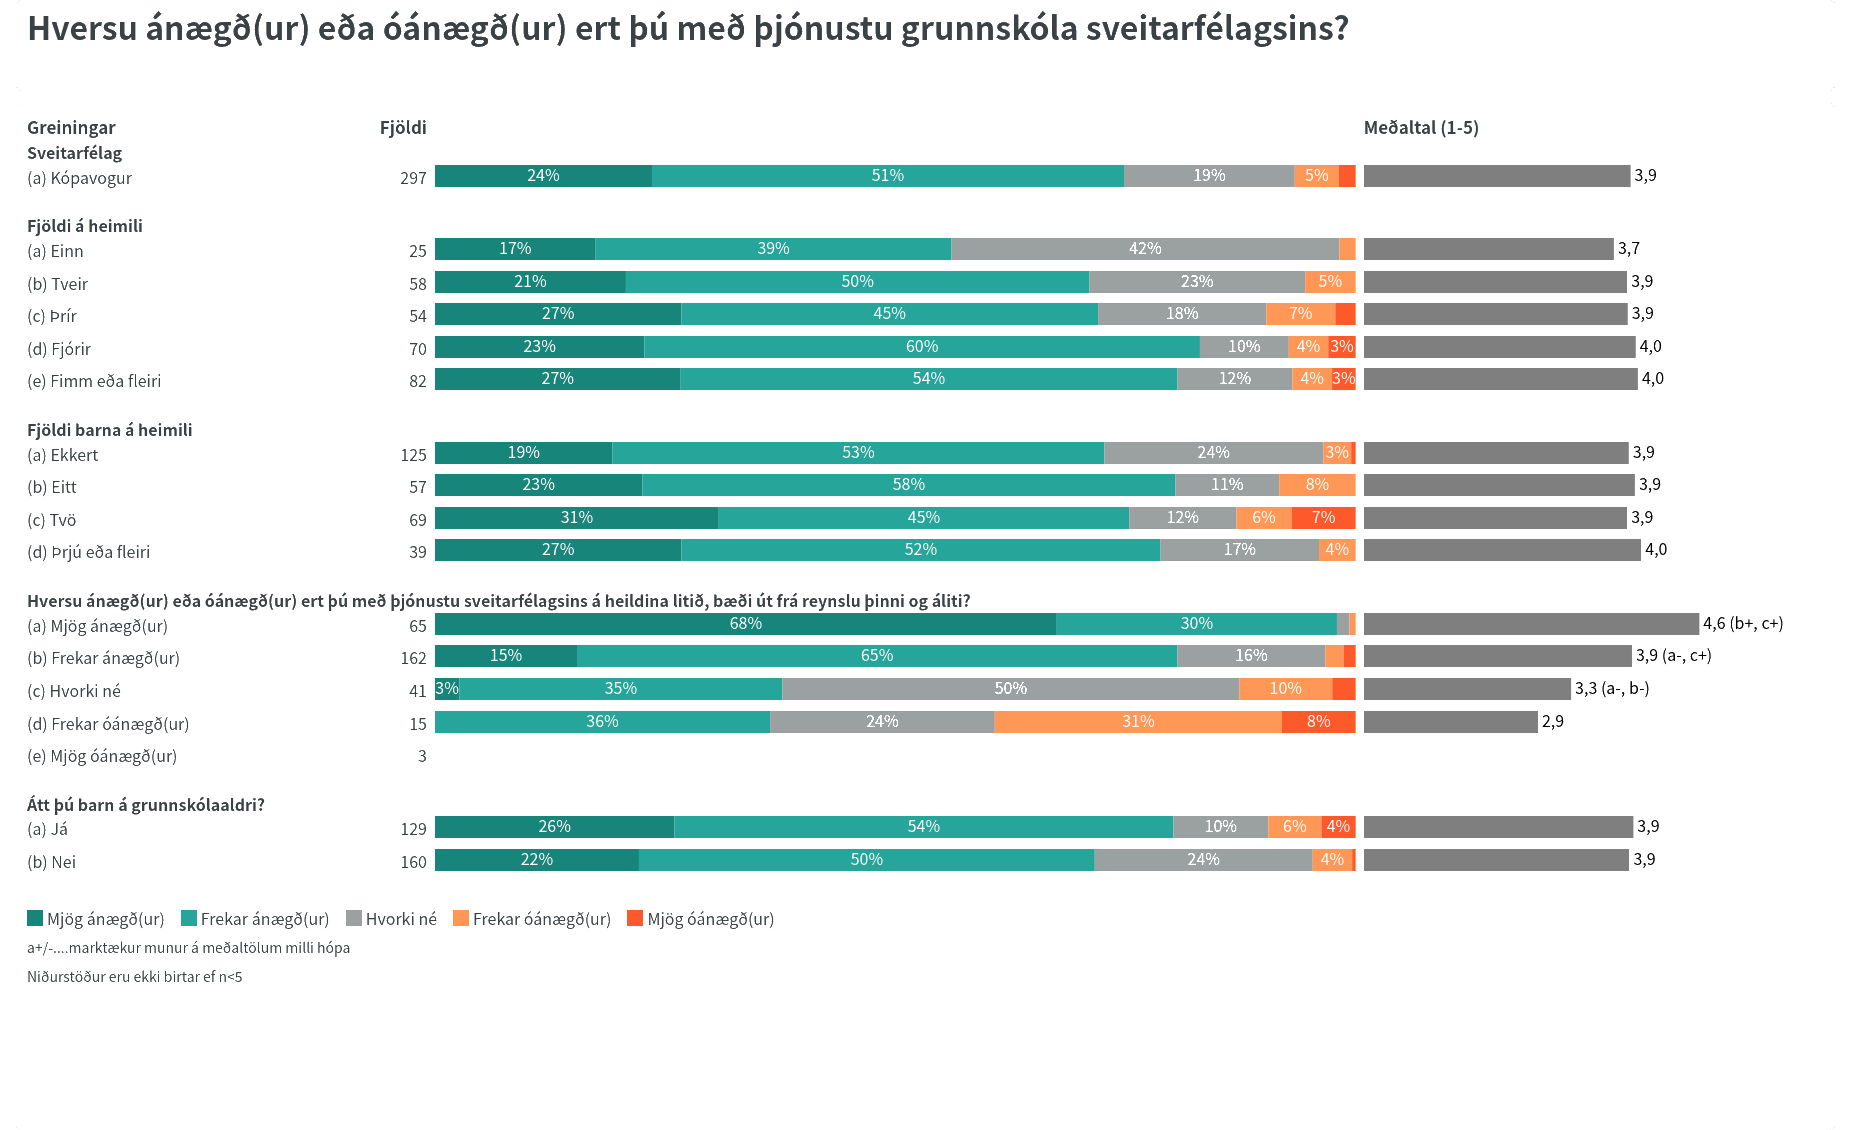 Hversu ánægð(ur) eða óánægð(ur) ert þú með þjónustu grunnskóla sveitarfélagsins?
Greiningar Fjöldi Meðaltal (1-5)
Sveitarfélag
(a) Kópavogur 297 24% 51% 19% 5% 3,9
Fjöldi á heimili
(a) Einn 25 17% 39% 42% 3,7
(b) Tveir 58 21% 50% 23% 5% 3,9
(c) Þrír 54 27% 45% 18% 7% 3,9
(d) Fjórir 70 23% 60% 10% 4% 3% 4,0
(e) Fimm eða fleiri 82 27% 54% 12% 4% 3% 4,0
Fjöldi barna á heimili
(a) Ekkert 125 19% 53% 24% 3% 3,9
(b) Eitt 57 23% 58% 11% 8% 3,9
(c) Tvö 69 31% 45% 12% 6% 7% 3,9
(d) Þrjú eða fleiri 39 27% 52% 17% 4% 4,0
Hversu ánægð(ur) eða óánægð(ur) ert þú með þjónustu sveitarfélagsins á heildina litið, bæði út frá reynslu þinni og áliti?
(a) Mjög ánægð(ur) 65 68% 30% 4,6 (b+, c+)
(b) Frekar ánægð(ur) 162 15% 65% 16% 3,9 (a-, c+)
(c) Hvorki né 41 3% 35% 50% 10% 3,3 (a-, b-)
(d) Frekar óánægð(ur) 15 36% 24% 31% 8% 2,9
(e) Mjög óánægð(ur) 3
Átt þú barn á grunnskólaaldri?
(a) Já 129 26% 54% 10% 6% 4% 3,9
(b) Nei 160 22% 50% 24% 4% 3,9
Mjög ánægð(ur) Frekar ánægð(ur) Hvorki né Frekar óánægð(ur) Mjög óánægð(ur)
a+/-....marktækur munur á meðaltölum milli hópa
Niðurstöður eru ekki birtar ef n<5